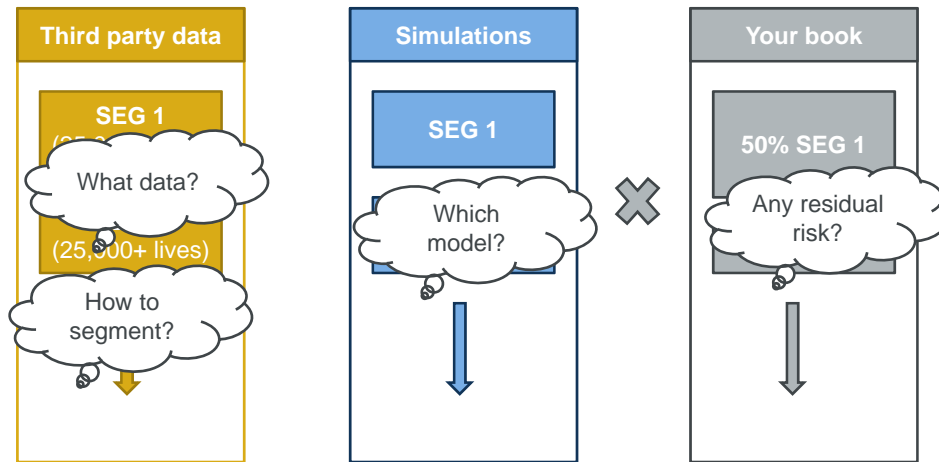 Third party data
SEG 1
What data?
(25,000+ lives)
How to
segment?
Simulations
SEG 1
Which
model?
Your book
50% SEG 1
Any residual
risk?